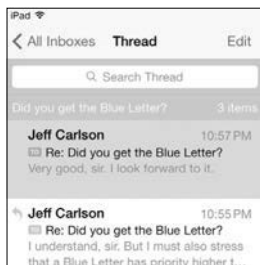 iPad
All Inboxes Thread Edit
Search Thread
Did you get the Blue Letter? 3 items
Jeff Carlson 10:57 PM
TO Re: Did you get the Blue Letter?
Very good, sir. I look forward to it.
Jeff Carlson 10:55 PM
TO Re: Did you get the Blue Letter?
I understand, sir. But I must also stress
that a Blue Letter has priority higher t...